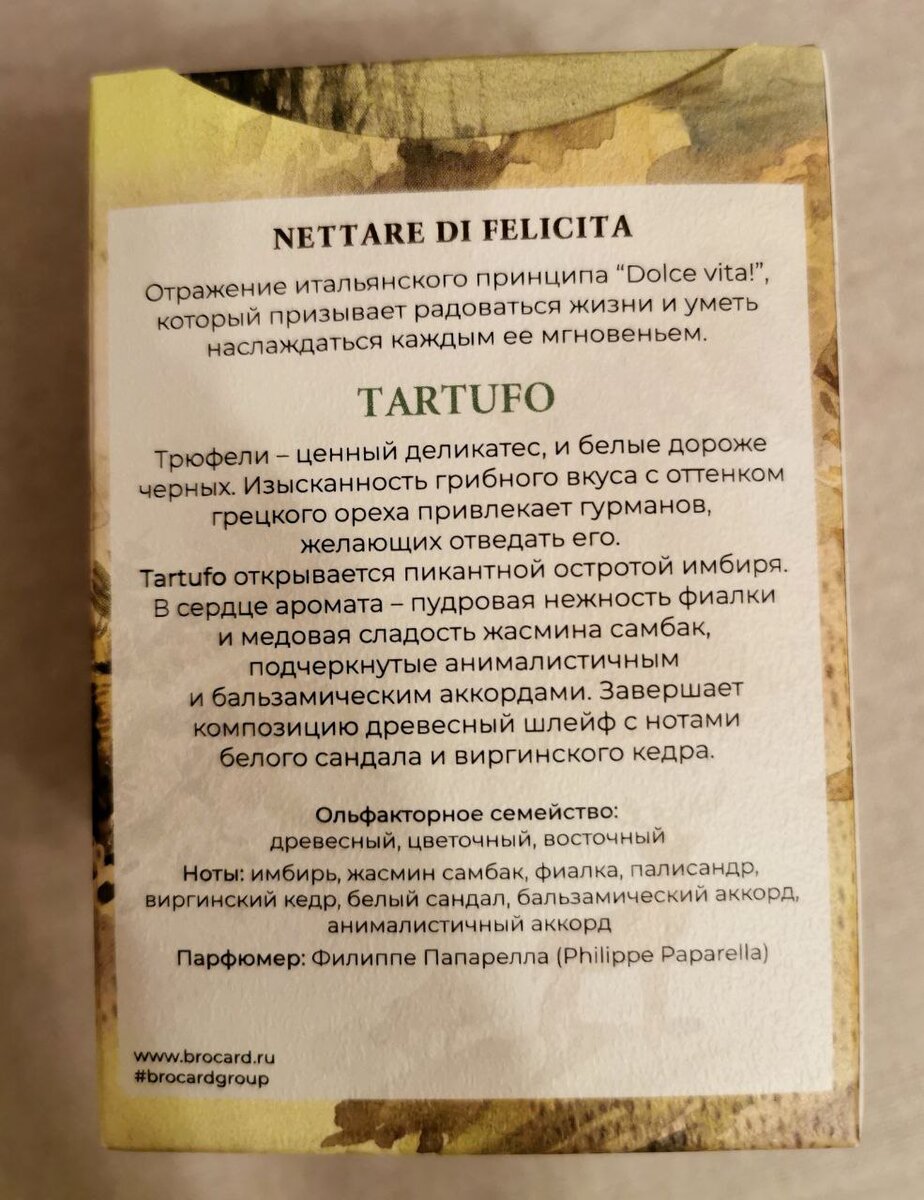 NETTARE DI FELICITA
Отражение итальянского принципа “Dolce vita!”,
который призывает радоваться жизни и уметь
наслаждаться каждым ее мгновеньем.
TARTUFO
Трюфели – ценный деликатес, и белые дороже
черных. Изысканность грибного вкуса с оттенком
грецкого ореха привлекает гурманов,
желающих отведать его.
Tartufo открывается пикантной остротой имбиря.
В сердце аромата – пудровая нежность фиалки
и медовая сладость жасмина самбак,
подчеркнутые анималистичным
и бальзамическим аккордами. Завершает
композицию древесный шлейф с нотами
белого сандала и виргинского кедра.
Ольфакторное семейство:
древесный, цветочный, восточный
Ноты: имбирь, жасмин самбак, фиалка, палисандр,
виргинский кедр, белый сандал, бальзамический аккорд,
анималистичный аккорд
Парфюмер: Филиппе Папарелла (Philippe Paparella)
www.brocard.ru
#brocardgroup